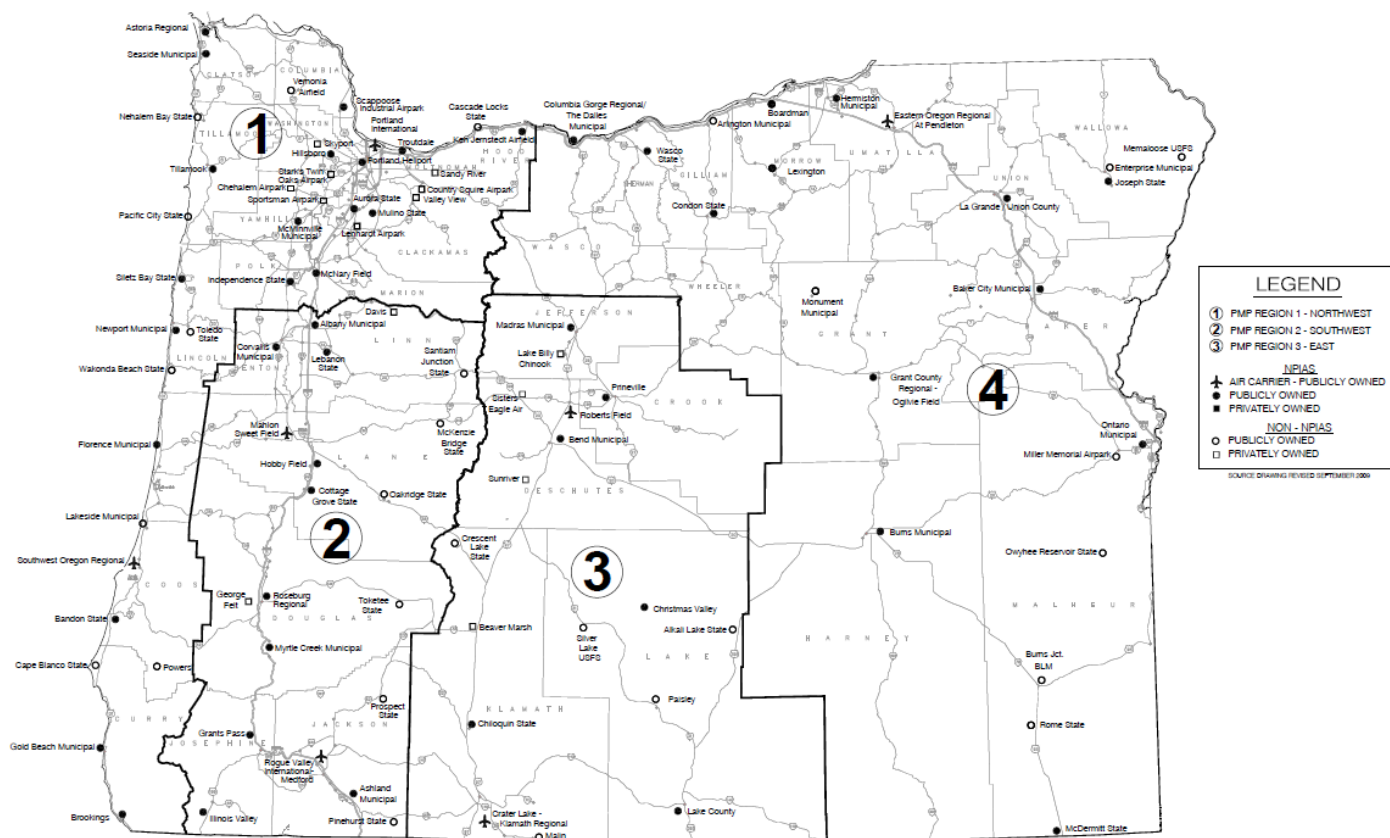 Astoria Regional
Seaside Municipal
CLATSOP
COLUMBIA
Vernonia
Airfield
Scappoose
Industrial Airpark
Nehalem Bay State
1
TILLAMOOK
WASHINGTON
Portland
International
Cascade Locks
State
Columbia Gorge Regional/
The Dalles
Municipal
Skyport
Hillsboro
Troutdale
Ken Jernstedt Airfield
HOOD
RIVER
Portland Heliport
MULTNOMAH
Tillamook
Stark's Twin
Oaks Airpark
Sandy River
Chehalem Airpark
Country Squire Airpark
Valley View
Sportsman Airpark
Aurora State
Mulino State
Pacific City State
YAMHILL
McMinnville
Municipal
Lenhardt Airpark
CLACKAMAS
POLK
Siletz Bay State
Independence State
McNary Field
MARION
Arlington Municipal
Boardman
Hermiston
Municipal
Eastern Oregon Regional
At Pendleton
WALLOWA
Memaloose USFS
Enterprise Municipal
Joseph State
UMATILLA
MORROW
Lexington
Wasco
State
GILLIAM
SHERMAN
Condon State
UNION
La Grande / Union County
WASCO
WHEELER
Monument
Municipal
GRANT
Baker City Municipal
BAKER
Davis
Albany Municipal
LINN
Newport Municipal
Toledo
State
Corvallis
Municipal
Lebanon
State
Santiam
Junction
State
LINCOLN
BENTON
Wakonda Beach State
JEFFERSON
Madras Municipal
Lake Billy
Chinook
Prineville
CROOK
Sisters
Eagle Air
Roberts Field
Bend Municipal
Grant County
Regional -
Ogilvie Field
4
Mahlon
Sweet Field
McKenzie
Bridge
State
Florence Municipal
LANE
Hobby Field
Cottage
Grove State
Oakridge State
Sunriver
DESCHUTES
Ontario
Municipal
Miller Memorial Airpark
Lakeside Municipal
2
Crescent
Lake
State
3
Burns Municipal
Owyhee Reservoir State
Southwest Oregon Regional
COOS
George
Felt
Roseburg
Regional
Toketee
State
DOUGLAS
Bandon State
Beaver Marsh
Christmas Valley
Silver
Lake
USFS
Alkali Lake State
LAKE
MALHEUR
HARNEY
Myrtle Creek Municipal
Cape Blanco State
Powers
Burns Jct.
BLM
Prospect
State
Paisley
KLAMATH
Chiloquin State
Rome State
CURRY
JACKSON
Grants Pass
JOSEPHINE
Gold Beach Municipal
Rogue Valley
International-
Medford
Ashland
Municipal
Brookings
Illinois Valley
Pinehurst State
Crater Lake -
Klamath Regional
Malin
Lake County
McDermitt State
LEGEND
1 PMP REGION 1 - NORTHWEST
2 PMP REGION 2 - SOUTHWEST
3 PMP REGION 3 - EAST
NPIAS
AIR CARRIER - PUBLICLY OWNED
PUBLICLY OWNED
PRIVATELY OWNED
NON - NPIAS
PUBLICLY OWNED
PRIVATELY OWNED
SOURCE DRAWING REVISED SEPTEMBER 2009